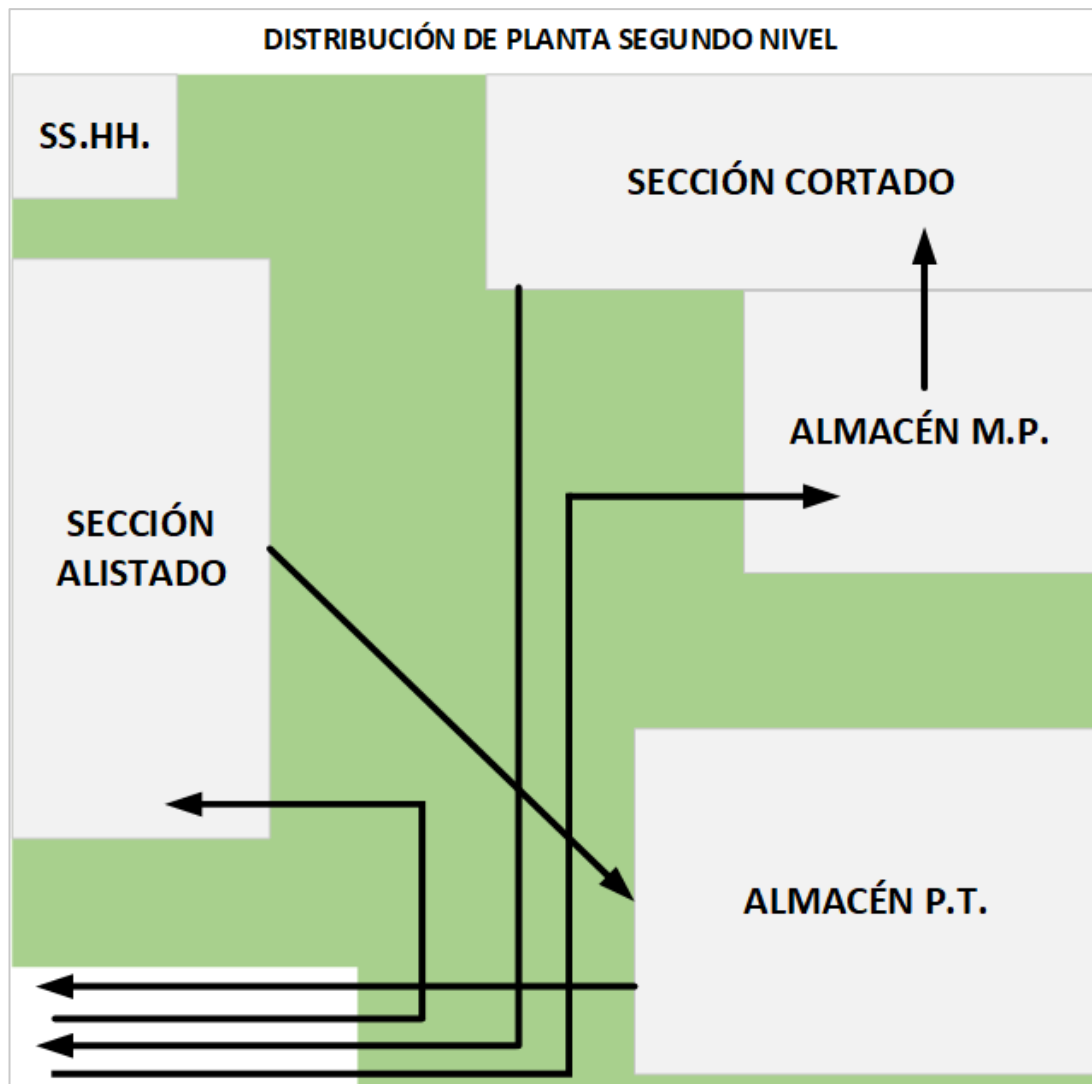 DISTRIBUCIÓN DE PLANTA SEGUNDO NIVEL
SS.HH.
SECCIÓN CORTADO
ALMACÉN M.P.
SECCIÓN
ALISTADO
ALMACÉN P.T.